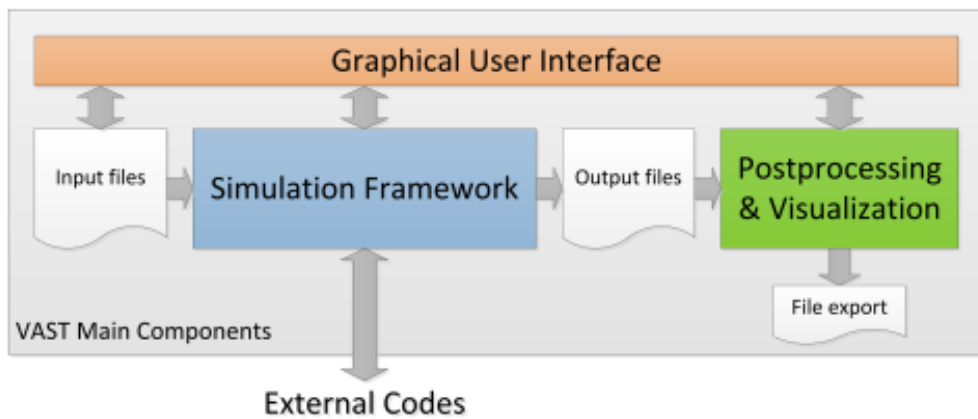 Graphical User Interface
Input files
Simulation Framework
Output files
Postprocessing
& Visualization
File export
VAST Main Components
External Codes